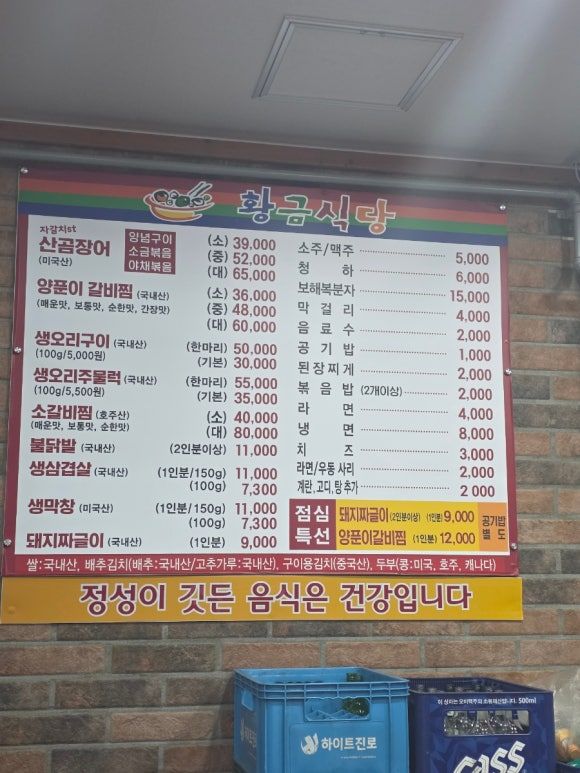 황금식당
자갈치st
산곰장어 양념구이 (소) 39,000
(미국산) 소금볶음 (중) 52,000
야채볶음 (대) 65,000
양푼이 갈비찜 (국내산) (소) 36,000
(매운맛, 보통맛, 순한맛, 간장맛) (중) 48,000
(대) 60,000
생오리구이 (국내산) (한마리) 50,000
(100g/5,000원) (기본) 30,000
생오리주물럭 (국내산) (한마리) 55,000
(100g/5,500원) (기본) 35,000
소갈비찜 (호주산) (소) 40,000
(매운맛, 보통맛, 순한맛) (대) 80,000
불닭발 (국내산) (2인분이상) 11,000
생삼겹살 (국내산) (1인분/150g) 11,000
(100g) 7,300
생막창 (미국산) (1인분/150g) 11,000
(100g) 7,300
돼지짜글이 (국내산) (1인분) 9,000
소주/맥주 5,000
청 하 6,000
보해복분자 15,000
막 걸 리 4,000
음 료 수 2,000
공 기 밥 1,000
된 장 찌 게 2,000
볶 음 밥 (2개이상) 2,000
라 면 4,000
냉 면 8,000
치 즈 3,000
라면/우동 사리 2,000
계란, 고디, 탕 추가 2 000
점심 돼지짜글이 (2인분이상) (1인분) 9,000 공기밥
특선 양푼이갈비찜 (1인분) 12,000 별 도
쌀:국내산, 배추김치(배추:국내산/고추가루:국내산), 구이용김치(중국산), 두부(콩:미국, 호주, 캐나다)
정성이 깃든 음식은 건강입니다
하이트진로
이 상자는 오비맥주의 소유재산입니다. 500ml
CASS